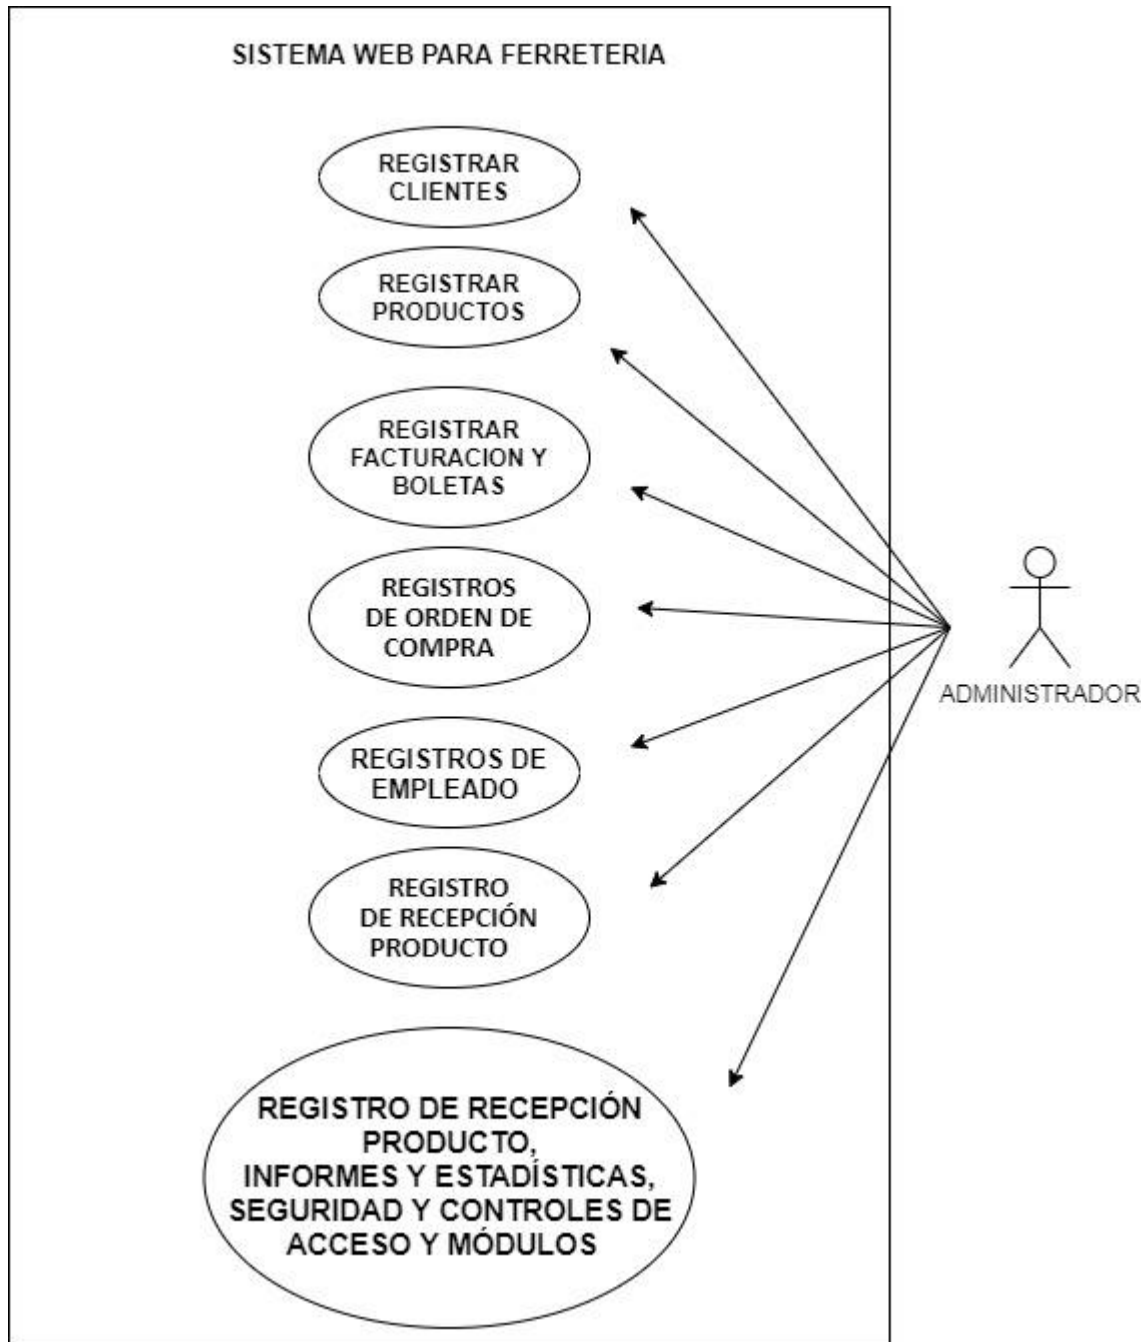 SISTEMA WEB PARA FERRETERIA
REGISTRAR
CLIENTES
REGISTRAR
PRODUCTOS
REGISTRAR
FACTURACION Y
BOLETAS
REGISTROS
DE ORDEN DE
COMPRA
ADMINISTRADOR
REGISTROS DE
EMPLEADO
REGISTRO
DE RECEPCIÓN
PRODUCTO
REGISTRO DE RECEPCIÓN
PRODUCTO,
INFORMES Y ESTADÍSTICAS,
SEGURIDAD Y CONTROLES DE
ACCESO Y MÓDULOS